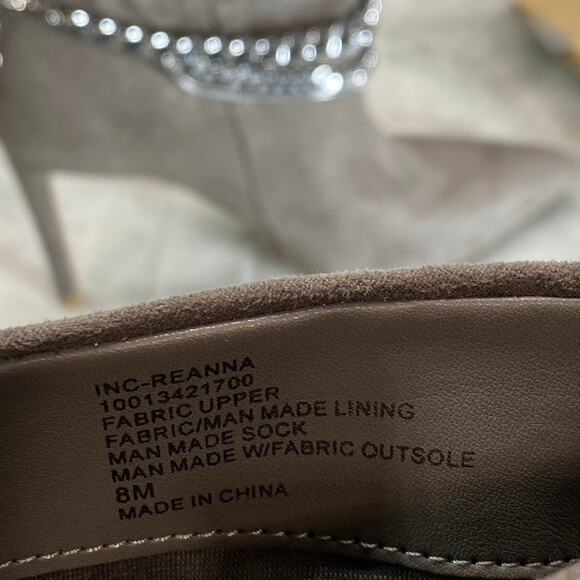 INC-REANNA
10013421700
FABRIC UPPER
FABRIC/MAN MADE LINING
MAN MADE SOCK
MAN MADE W/FABRIC OUTSOLE
8M
MADE IN CHINA